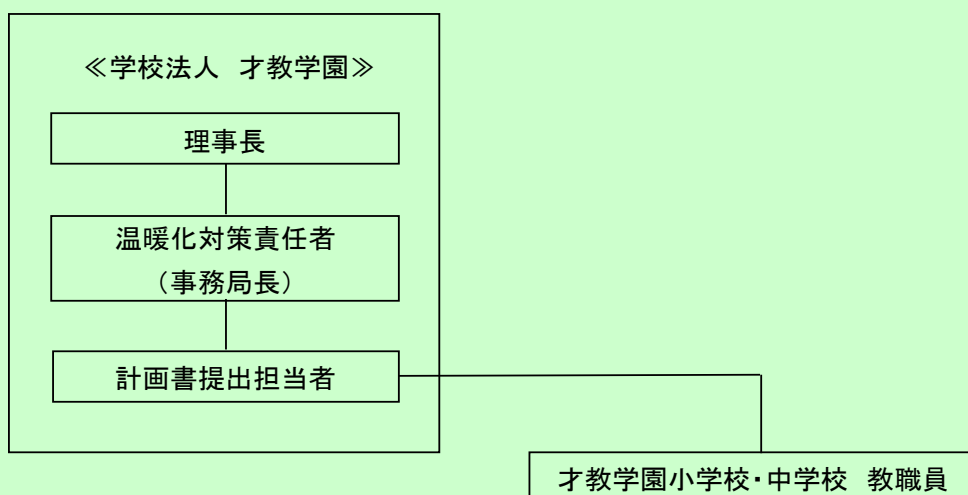 ≪学校法人　才教学園≫
理事長
温暖化対策責任者
（事務局長）
計画書提出担当者
才教学園小学校・中学校　教職員